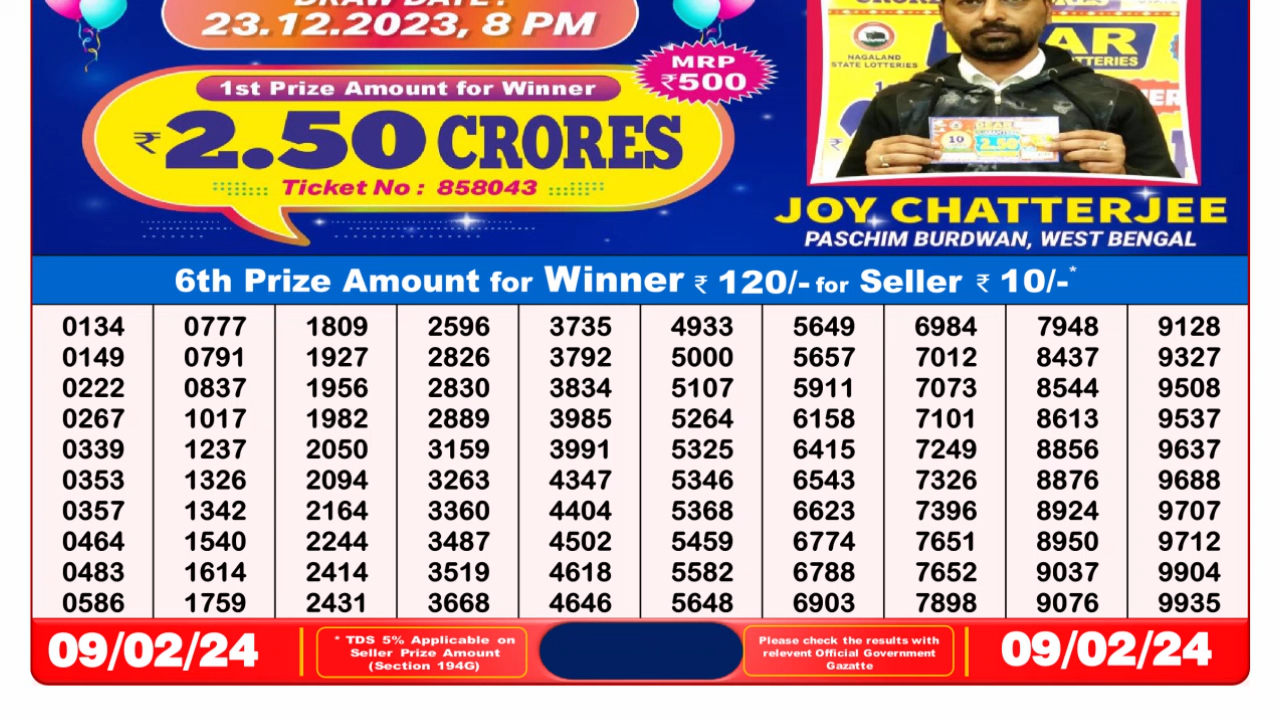 DRAW DATE :
23.12.2023, 8 PM
MRP
₹500
1st Prize Amount for Winner
₹2.50 CRORES
Ticket No : 858043
NAGALAND
STATE LOTTERIES
JOY CHATTERJEE
PASCHIM BURDWAN, WEST BENGAL
6th Prize Amount for Winner ₹ 120/- for Seller ₹ 10/-*
0134 0777 1809 2596 3735 4933 5649 6984 7948 9128
0149 0791 1927 2826 3792 5000 5657 7012 8437 9327
0222 0837 1956 2830 3834 5107 5911 7073 8544 9508
0267 1017 1982 2889 3985 5264 6158 7101 8613 9537
0339 1237 2050 3159 3991 5325 6415 7249 8856 9637
0353 1326 2094 3263 4347 5346 6543 7326 8876 9688
0357 1342 2164 3360 4404 5368 6623 7396 8924 9707
0464 1540 2244 3487 4502 5459 6774 7651 8950 9712
0483 1614 2414 3519 4618 5582 6788 7652 9037 9904
0586 1759 2431 3668 4646 5648 6903 7898 9076 9935
09/02/24
* TDS 5% Applicable on
Seller Prize Amount
(Section 194G)
Please check the results with
relevent Official Government
Gazatte
09/02/24